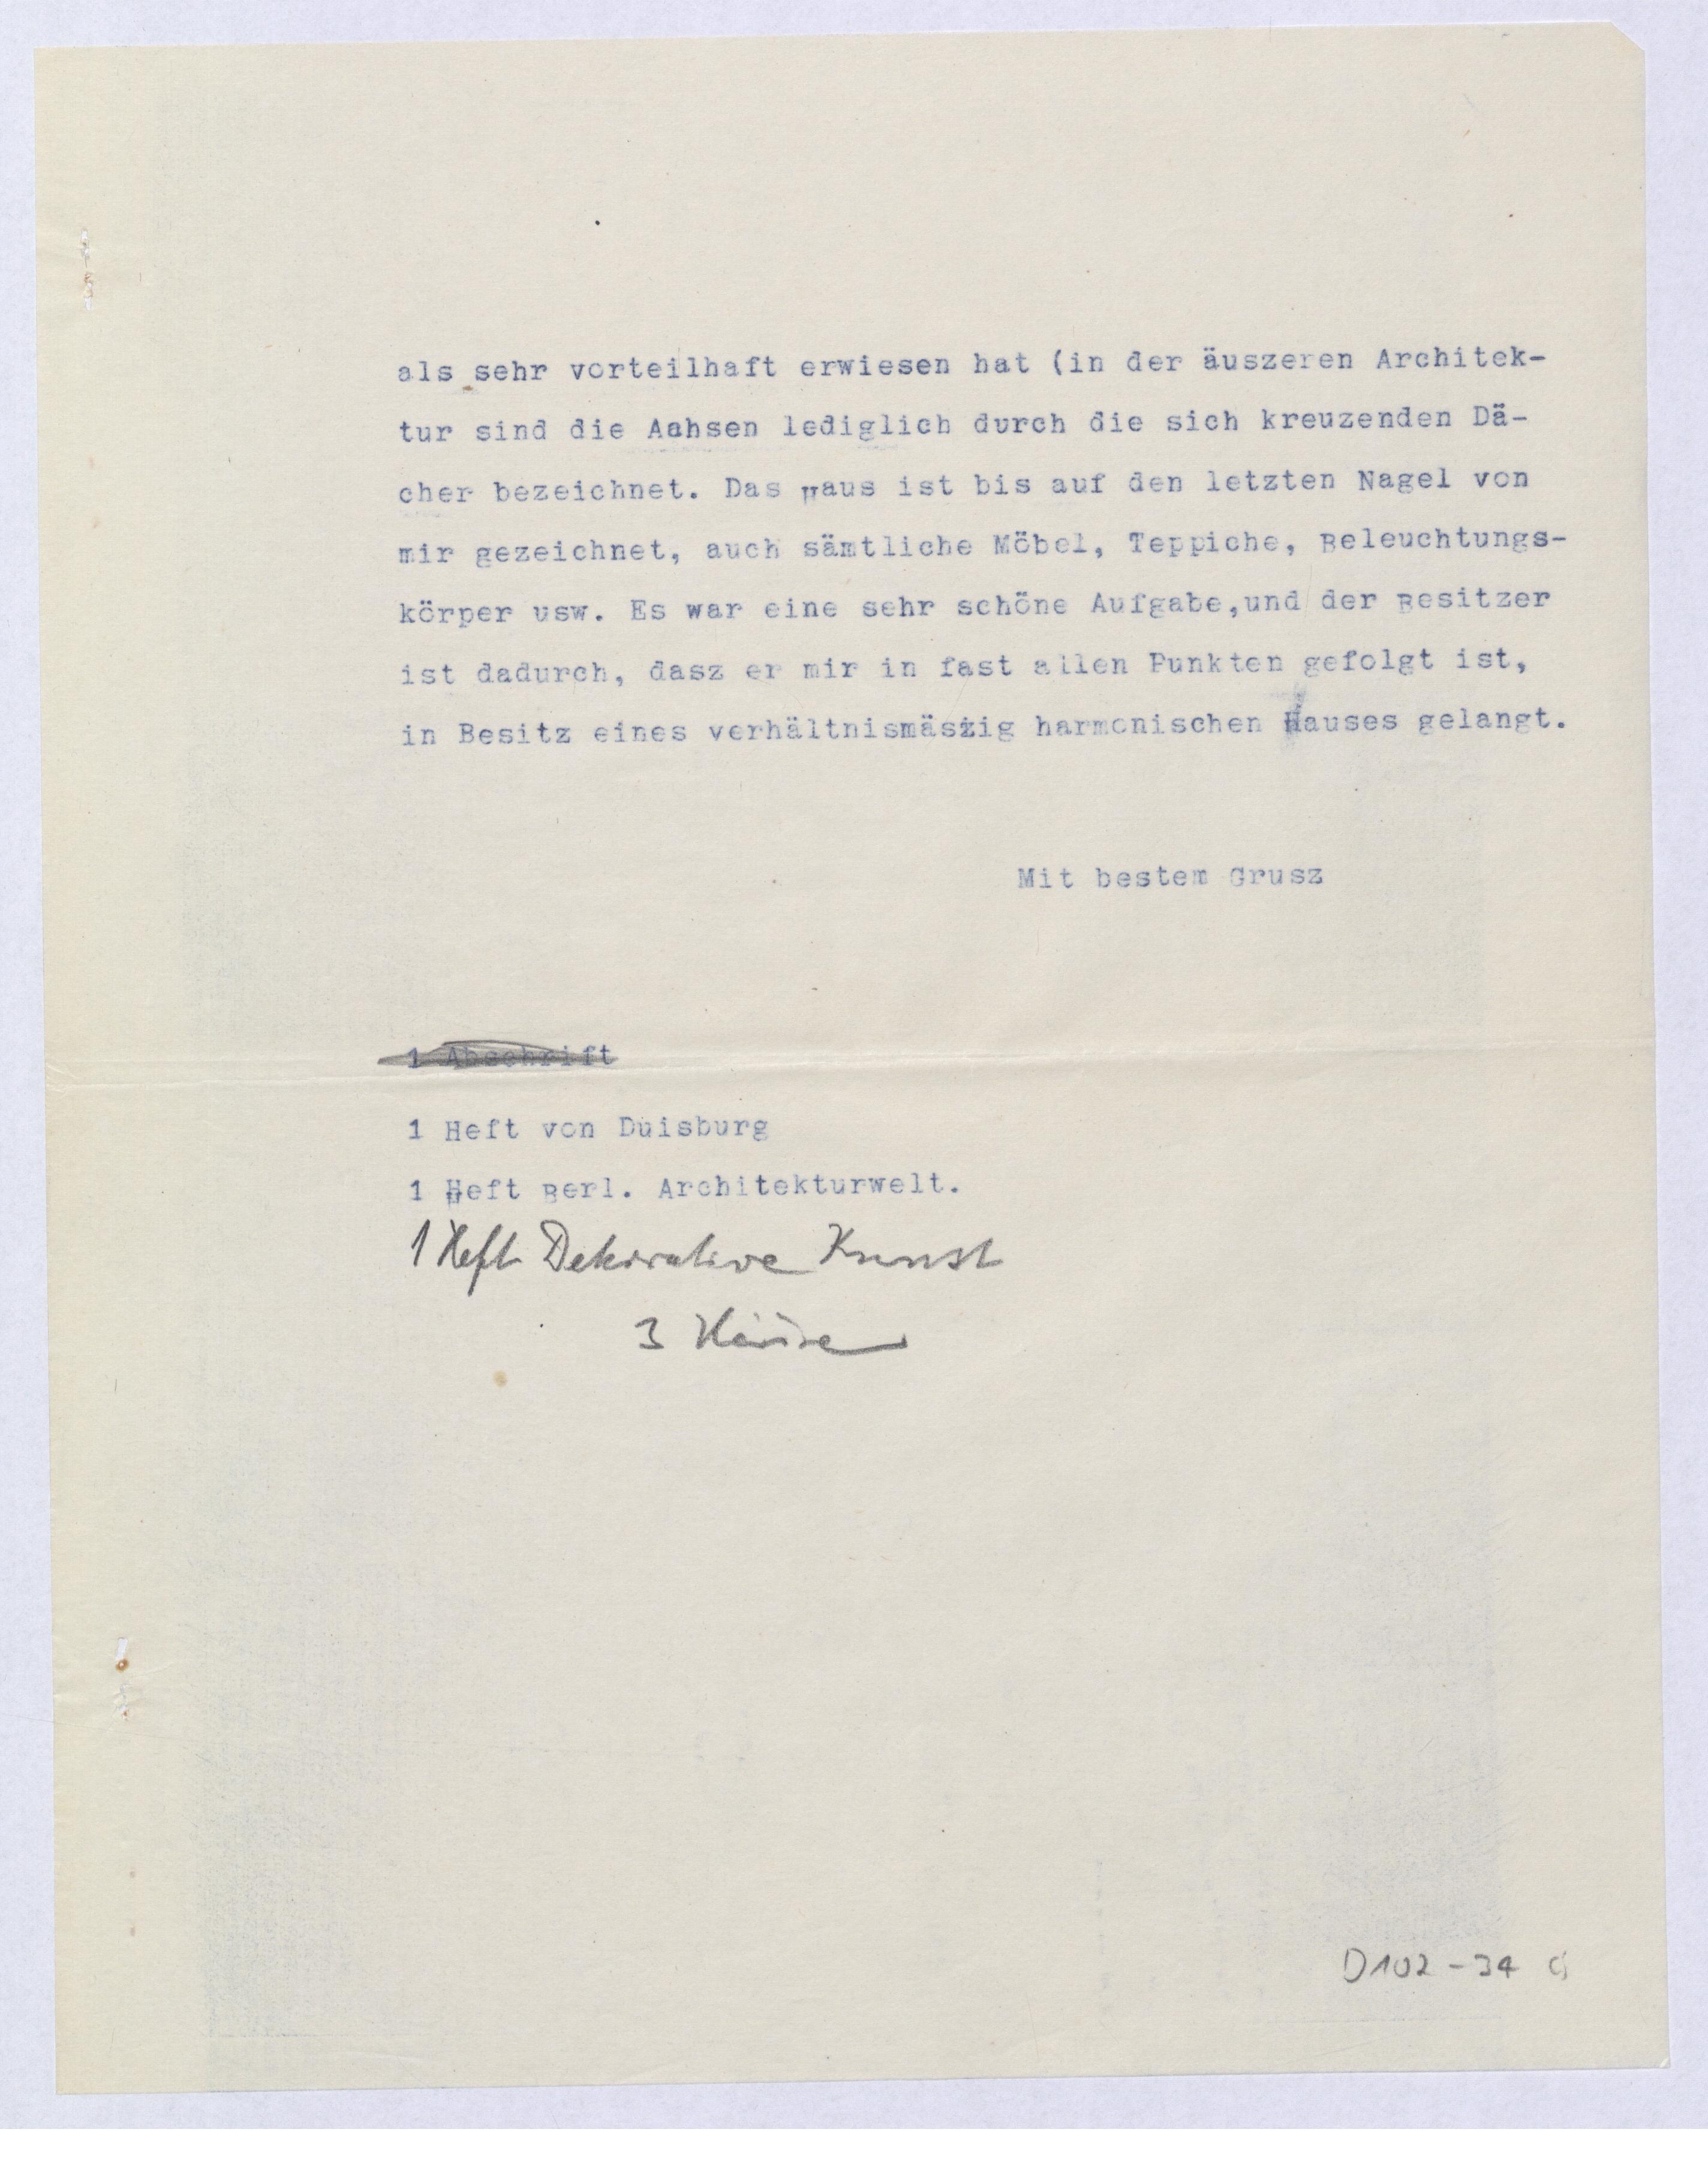 als sehr vorteilhaft erwiesen hat (in der äuszeren Architek-
tur sind die Aahsen lediglich durch die sich kreuzenden Dä-
cher bezeichnet. Das Haus ist bis auf den letzten Nagel von
mir gezeichnet, auch sämtliche Möbel, Teppiche, Beleuchtungs-
körper usw. Es war eine sehr schöne Aufgabe,und der Besitzer
ist dadurch, dasz er mir in fast allen Punkten gefolgt ist,
in Besitz eines verhältnismäszig harmonischen Hauses gelangt.
Mit bestem Grusz
1 Abschrift
1 Heft von Duisburg
1 Heft Berl. Architekturwelt.
1 Heft Dekorative Kunst
3 Häuser
D102-34